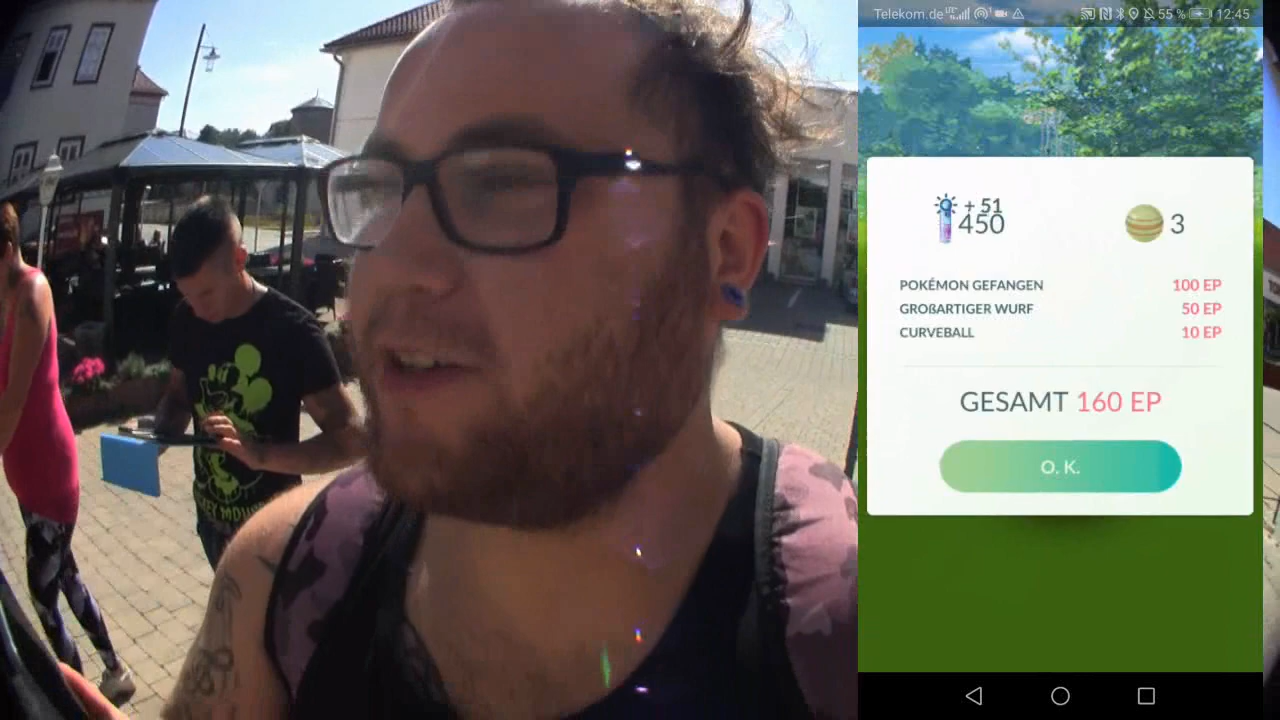 Telekom.de LTE 55 % 12:45
+ 51
450
3
POKÉMON GEFANGEN 100 EP
GROßARTIGER WURF 50 EP
CURVEBALL 10 EP
GESAMT 160 EP
O. K.